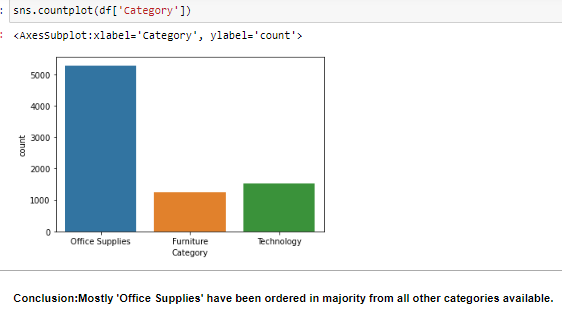 : sns.countplot(df['Category'])
: <AxesSubplot:xlabel='Category', ylabel='count'>
5000
4000
3000
2000
1000
0
count
Office Supplies Furniture Technology
Category
Conclusion:Mostly 'Office Supplies' have been ordered in majority from all other categories available.